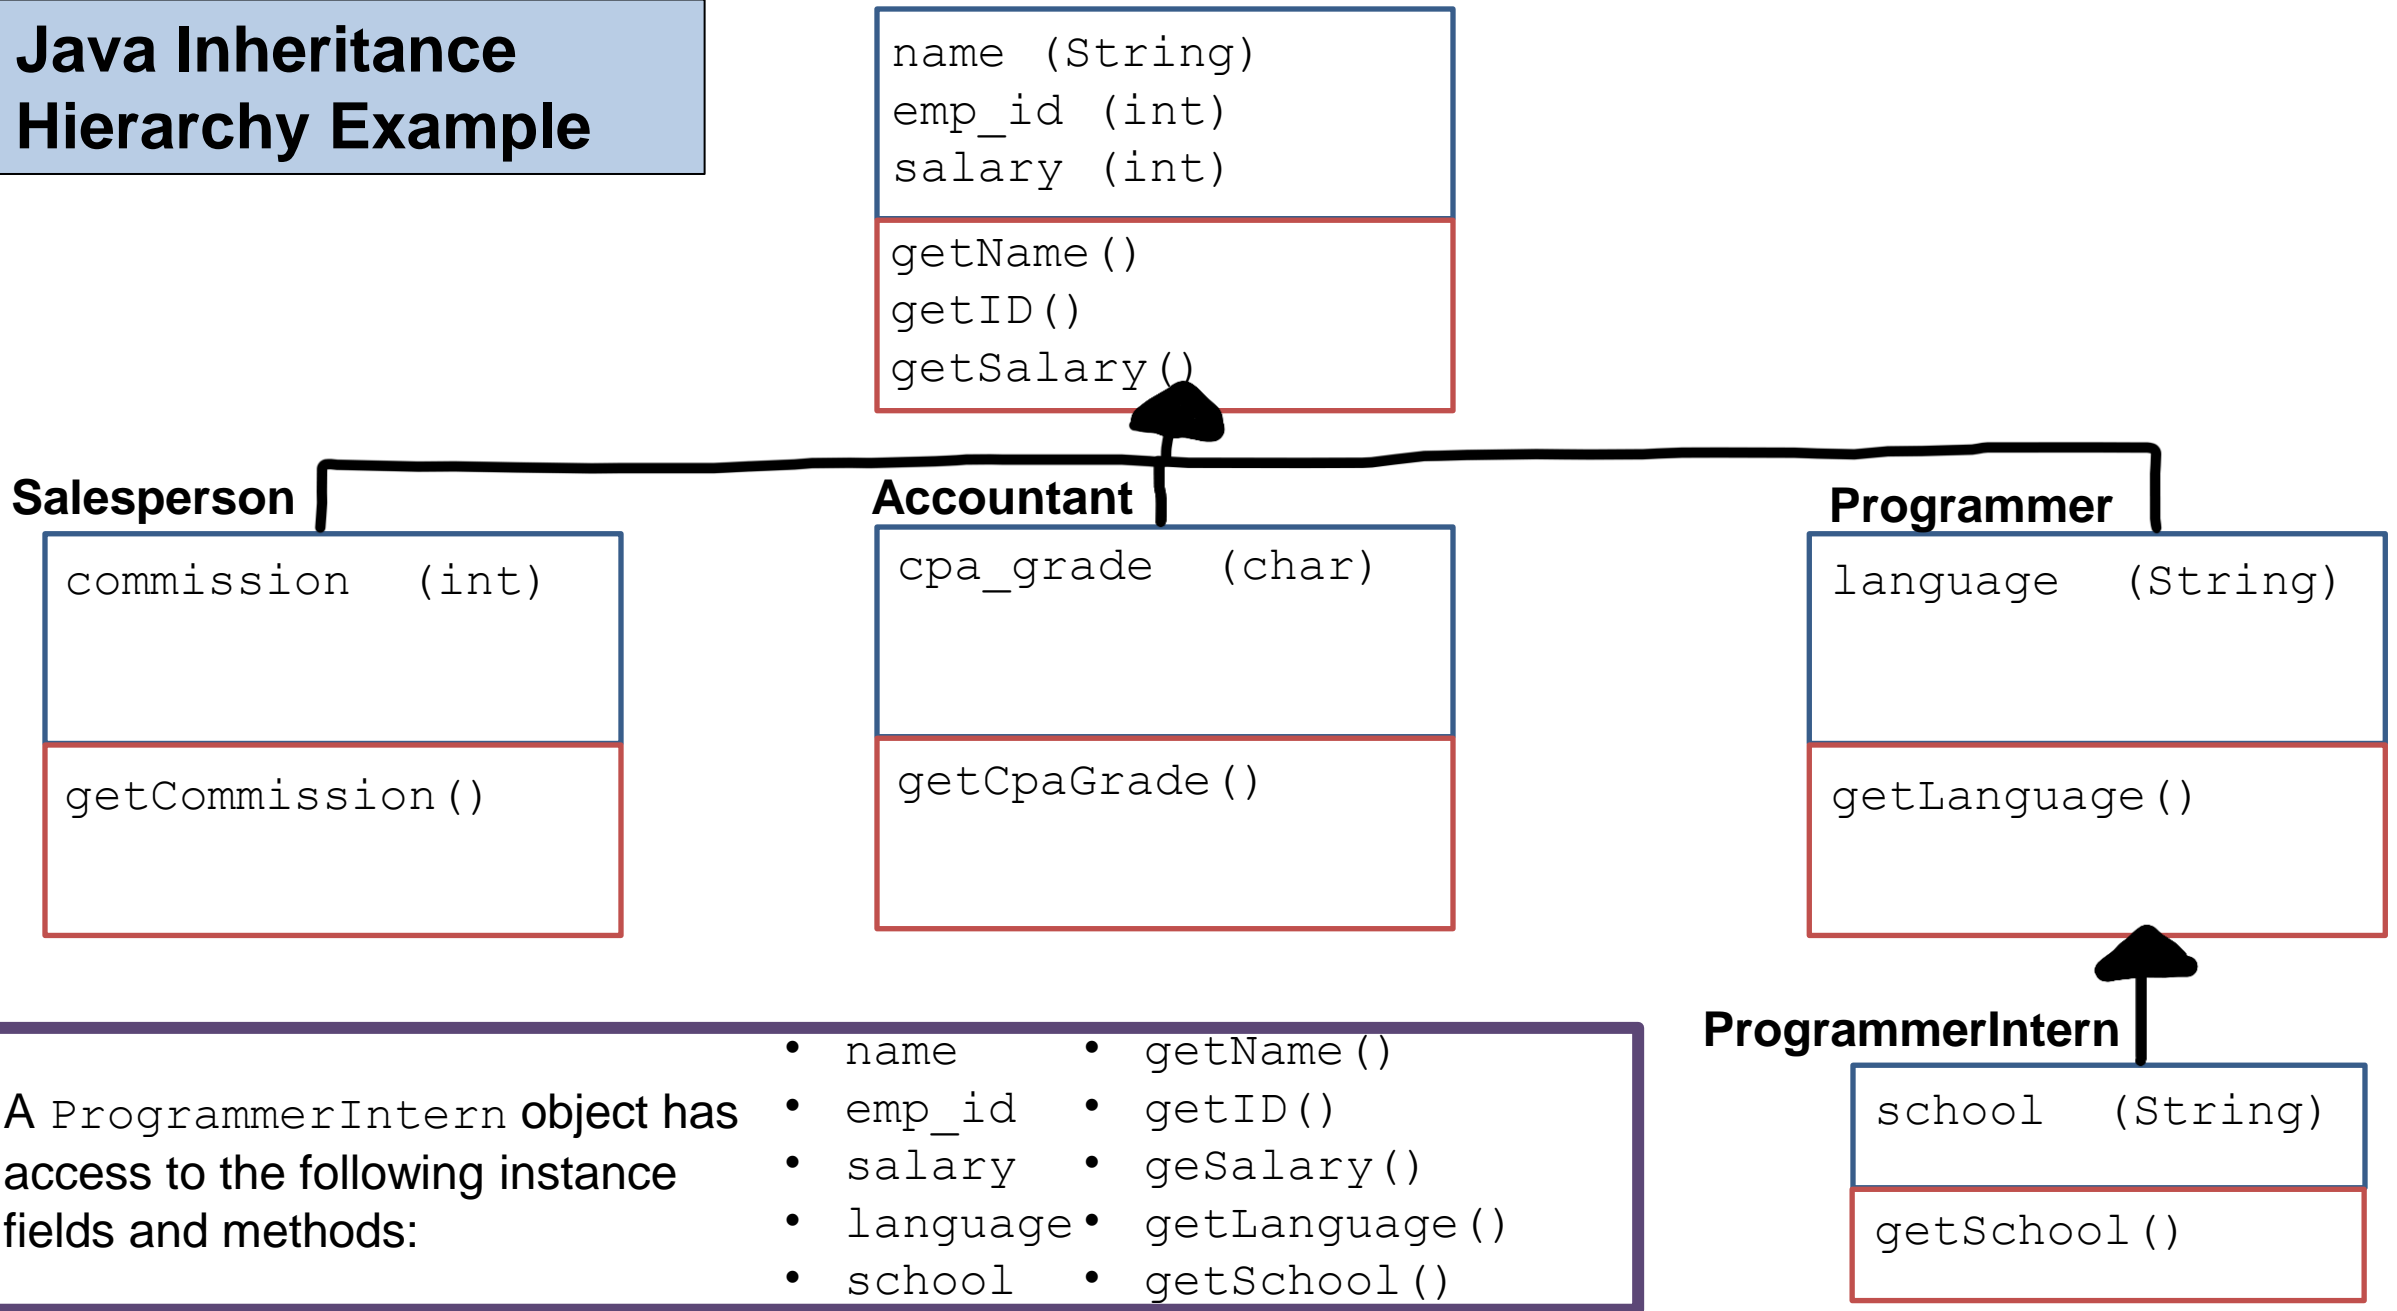 Java Inheritance
Hierarchy Example
name (String)
emp_id (int)
salary (int)
getName()
getID()
getSalary()
Salesperson
commission (int)
getCommission()
Accountant
cpa_grade (char)
getCpaGrade()
Programmer
language (String)
getLanguage()
ProgrammerIntern
school (String)
getSchool()
A ProgrammerIntern object has
access to the following instance
fields and methods:
• name
• emp_id
• salary
• language
• school
• getName()
• getID()
• geSalary()
• getLanguage()
• getSchool()